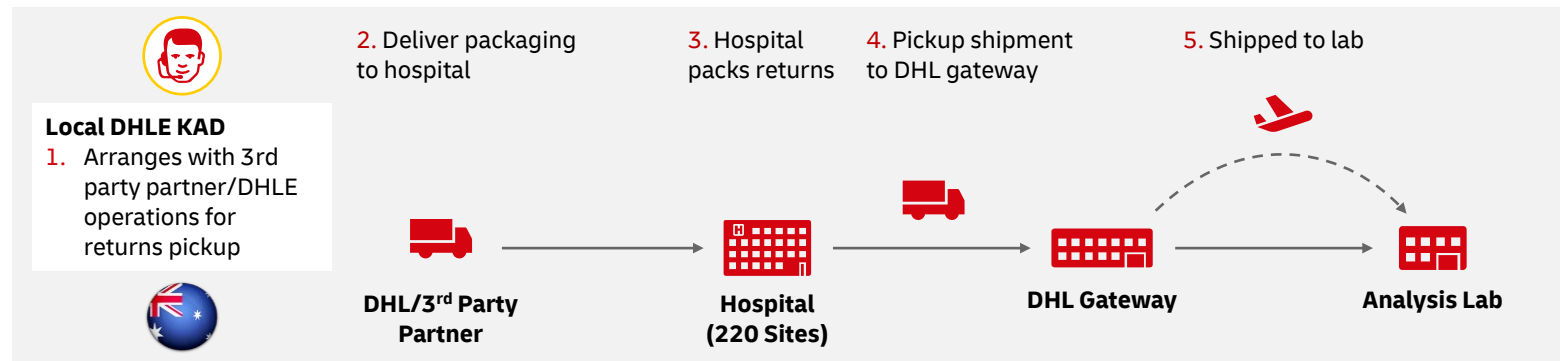 2. Deliver packaging
to hospital
3. Hospital
packs returns
4. Pickup shipment
to DHL gateway
5. Shipped to lab
Local DHLE KAD
1. Arranges with 3rd
party partner/DHLE
operations for
returns pickup
H
DHL/3rd Party
Partner
Hospital
(220 Sites)
DHL Gateway
Analysis Lab